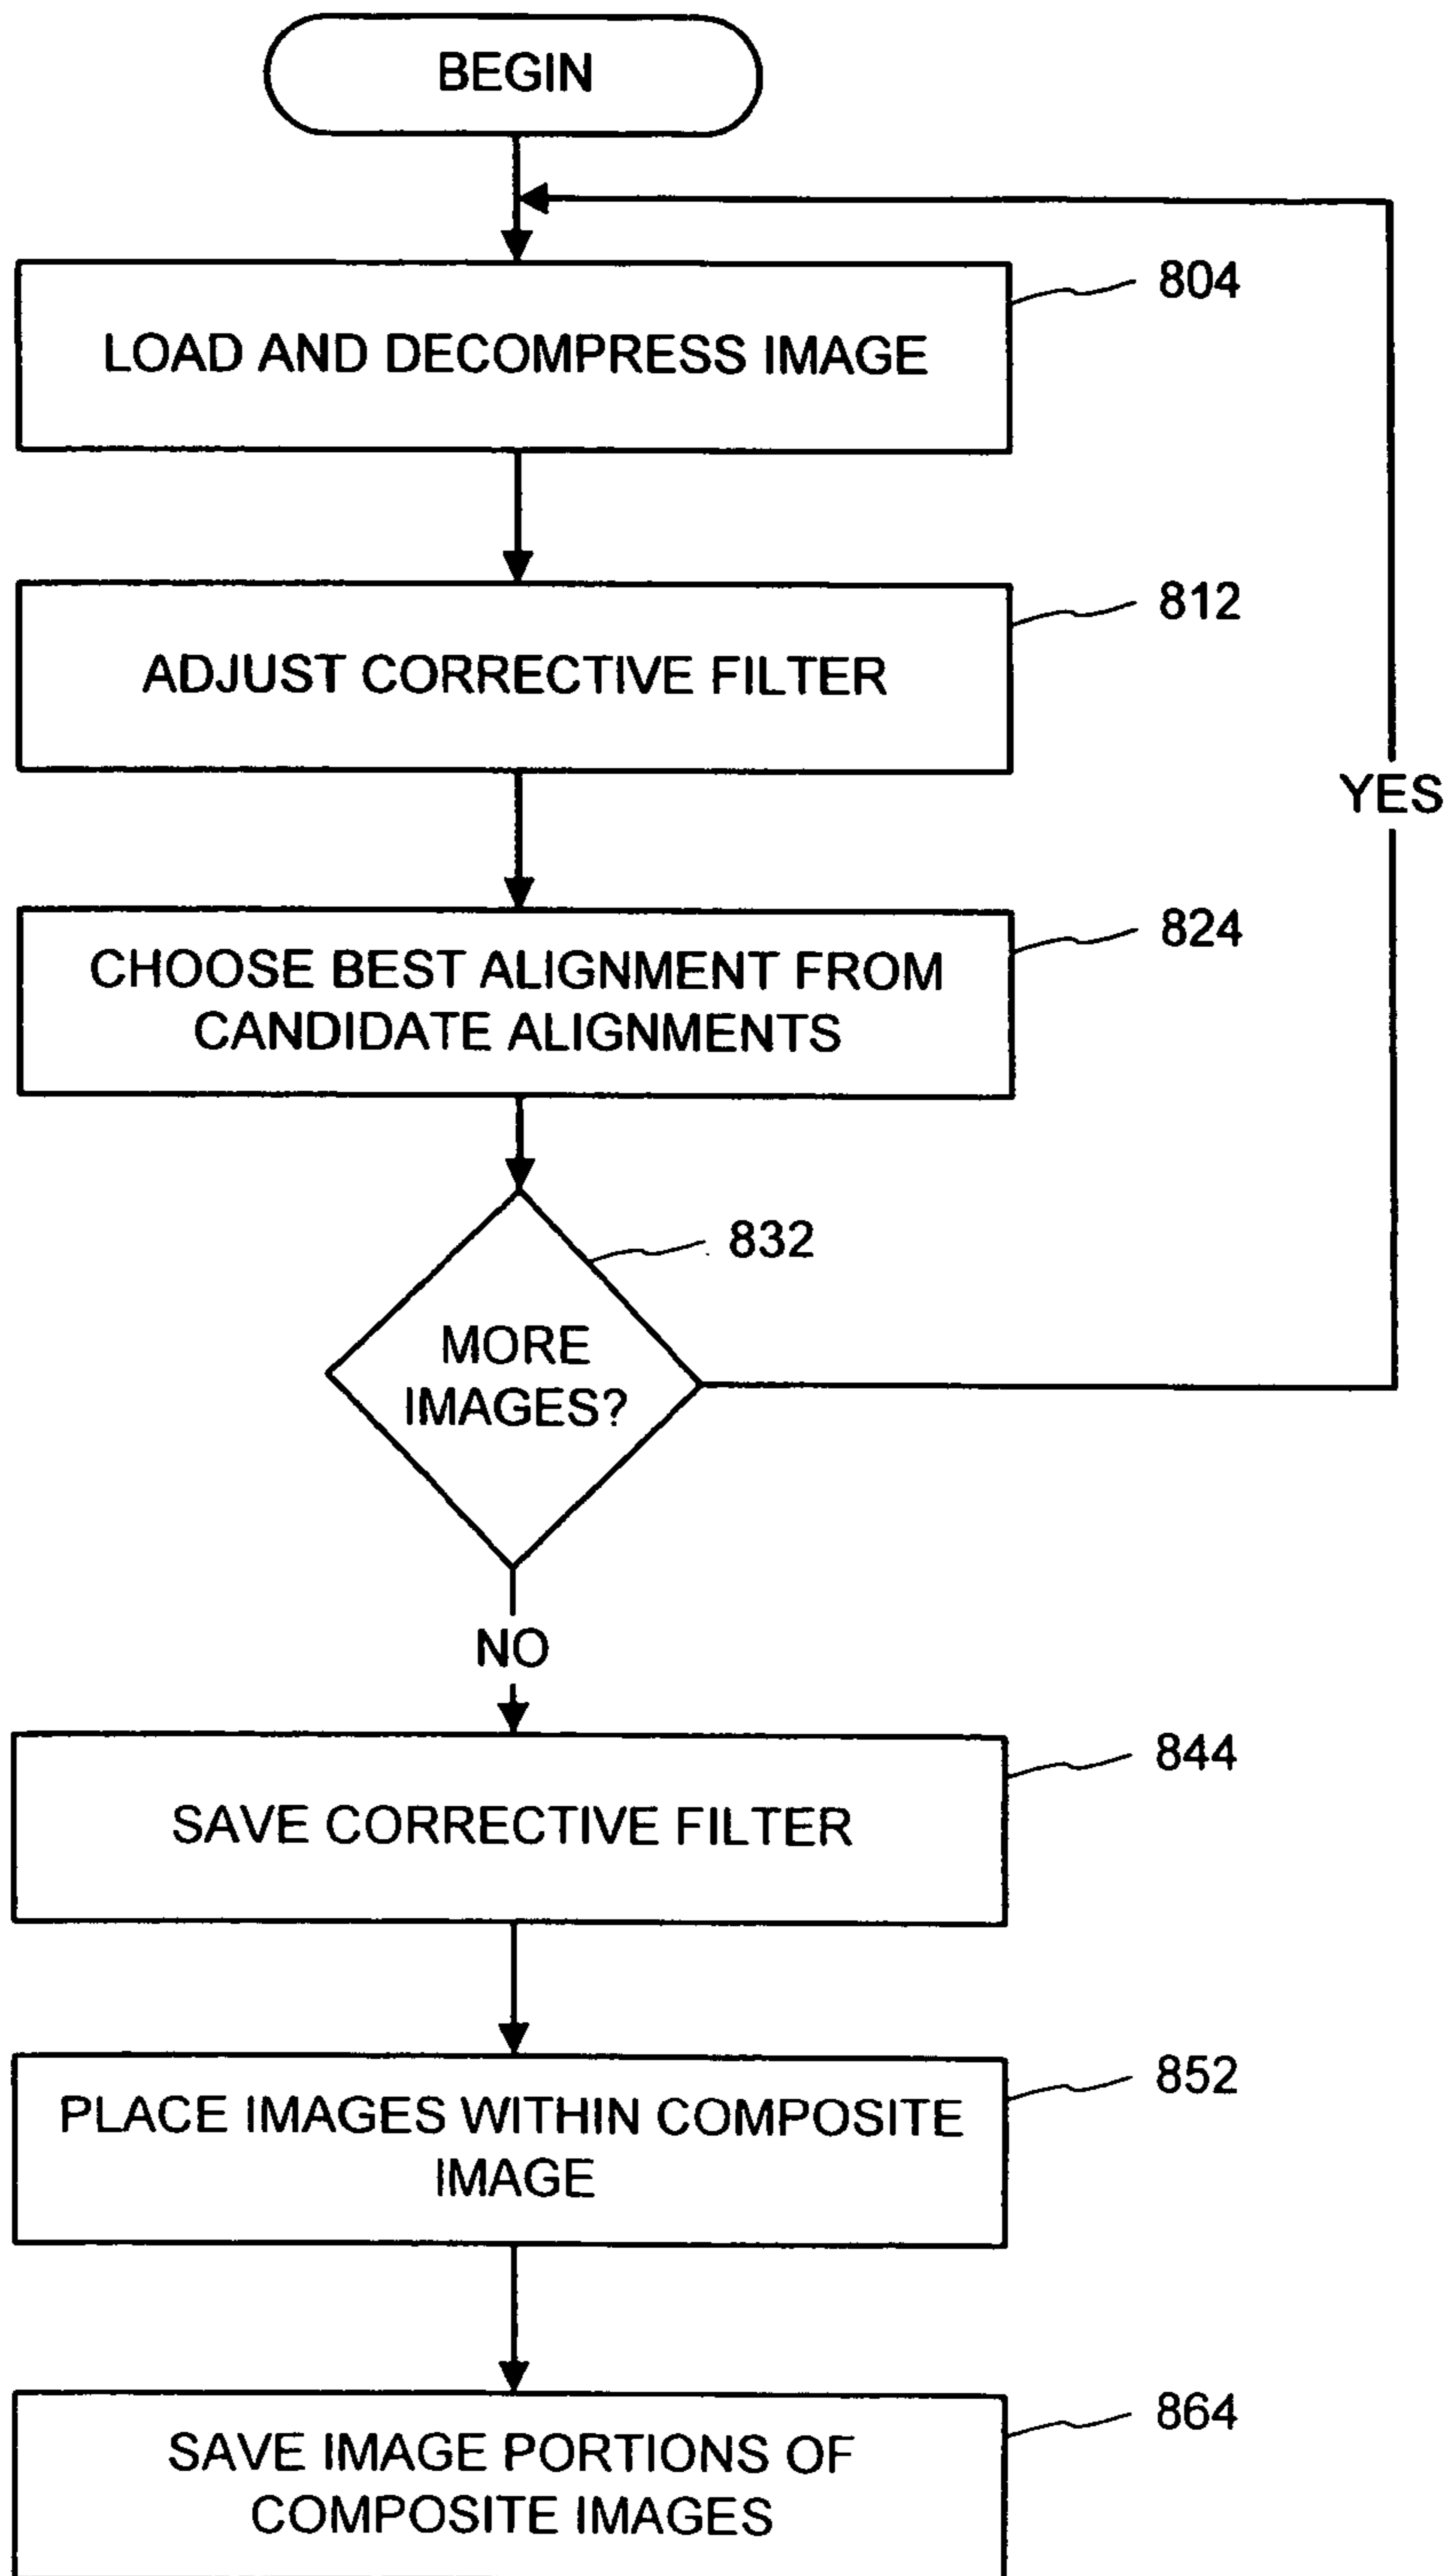 BEGIN
804
LOAD AND DECOMPRESS IMAGE
812
ADJUST CORRECTIVE FILTER
YES
824
CHOOSE BEST ALIGNMENT FROM
CANDIDATE ALIGNMENTS
832
MORE
IMAGES?
NO
844
SAVE CORRECTIVE FILTER
852
PLACE IMAGES WITHIN COMPOSITE
IMAGE
864
SAVE IMAGE PORTIONS OF
COMPOSITE IMAGES